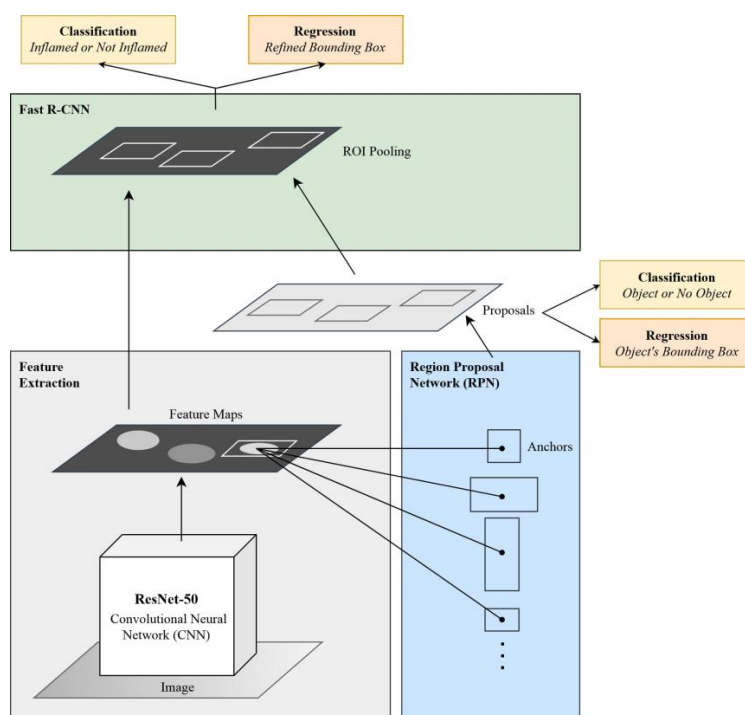 Classification
Inflamed or Not Inflamed
Regression
Refined Bounding Box
Fast R-CNN
ROI Pooling
Classification
Object or No Object
Proposals
Regression
Object's Bounding Box
Feature
Extraction
Region Proposal
Network (RPN)
Feature Maps
Anchors
ResNet-50
Convolutional Neural
Network (CNN)
Image